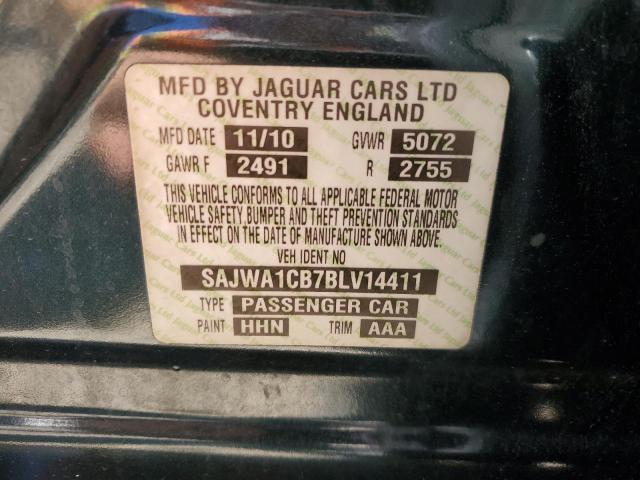 MFD BY JAGUAR CARS LTD
COVENTRY ENGLAND
MFD DATE 11/10 GVWR 5072
GAWR F 2491 R 2755
THIS VEHICLE CONFORMS TO ALL APPLICABLE FEDERAL MOTOR
VEHICLE SAFETY, BUMPER AND THEFT PREVENTION STANDARDS
IN EFFECT ON THE DATE OF MANUFACTURE SHOWN ABOVE.
VEH IDENT NO
SAJWA1CB7BLV14411
TYPE PASSENGER CAR
PAINT HHN TRIM AAA